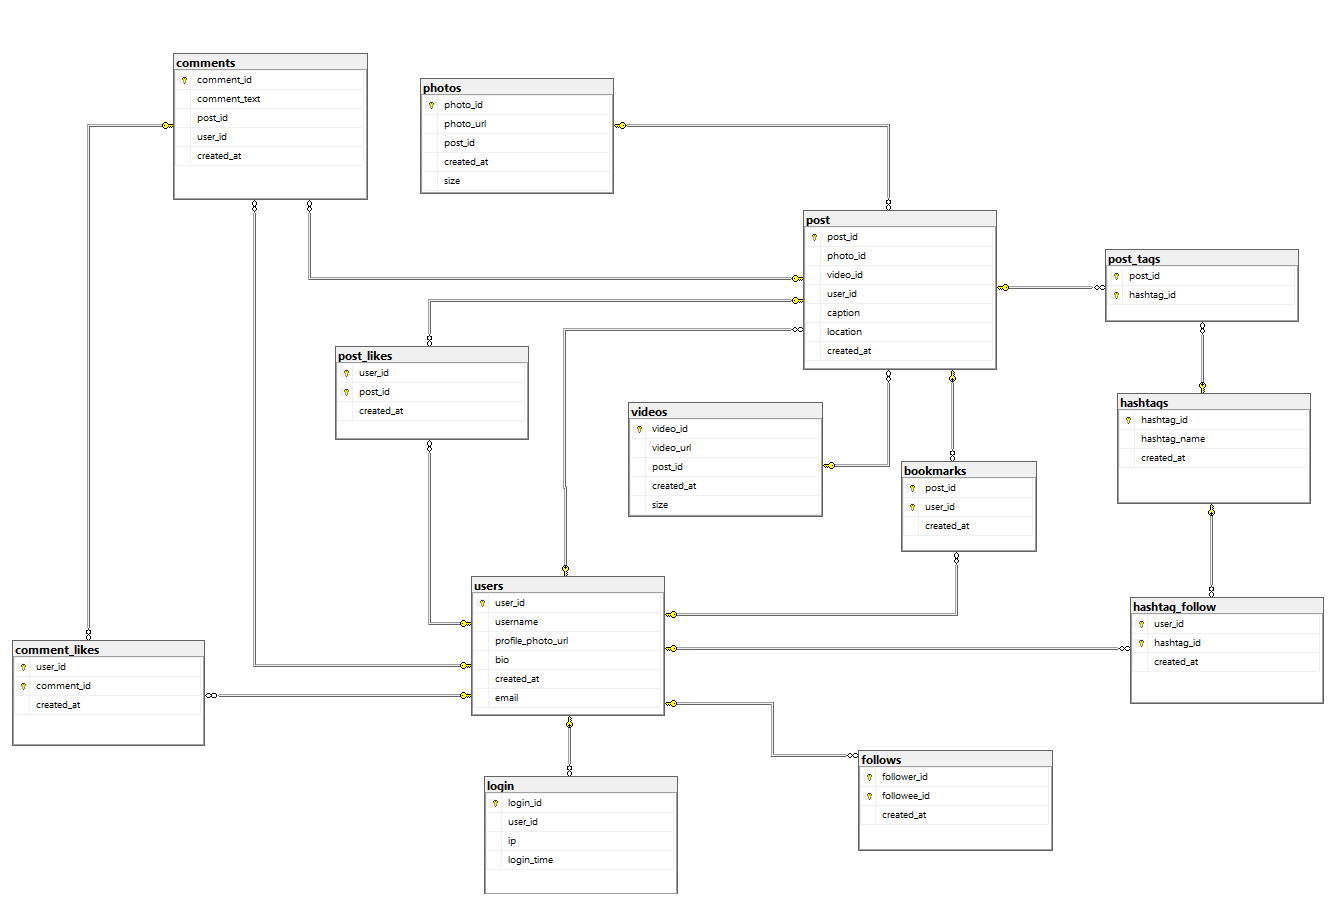 comments
comment_id
comment_text
post_id
user_id
created_at
photos
photo_id
photo_url
post_id
created_at
size
post
post_id
photo_id
video_id
user_id
caption
location
created_at
post_tags
post_id
hashtag_id
post_likes
user_id
post_id
created_at
videos
video_id
video_url
post_id
created_at
size
hashtags
hashtag_id
hashtag_name
created_at
bookmarks
post_id
user_id
created_at
users
user_id
username
profile_photo_url
bio
created_at
email
hashtag_follow
user_id
hashtag_id
created_at
comment_likes
user_id
comment_id
created_at
follows
follower_id
followee_id
created_at
login
login_id
user_id
ip
login_time